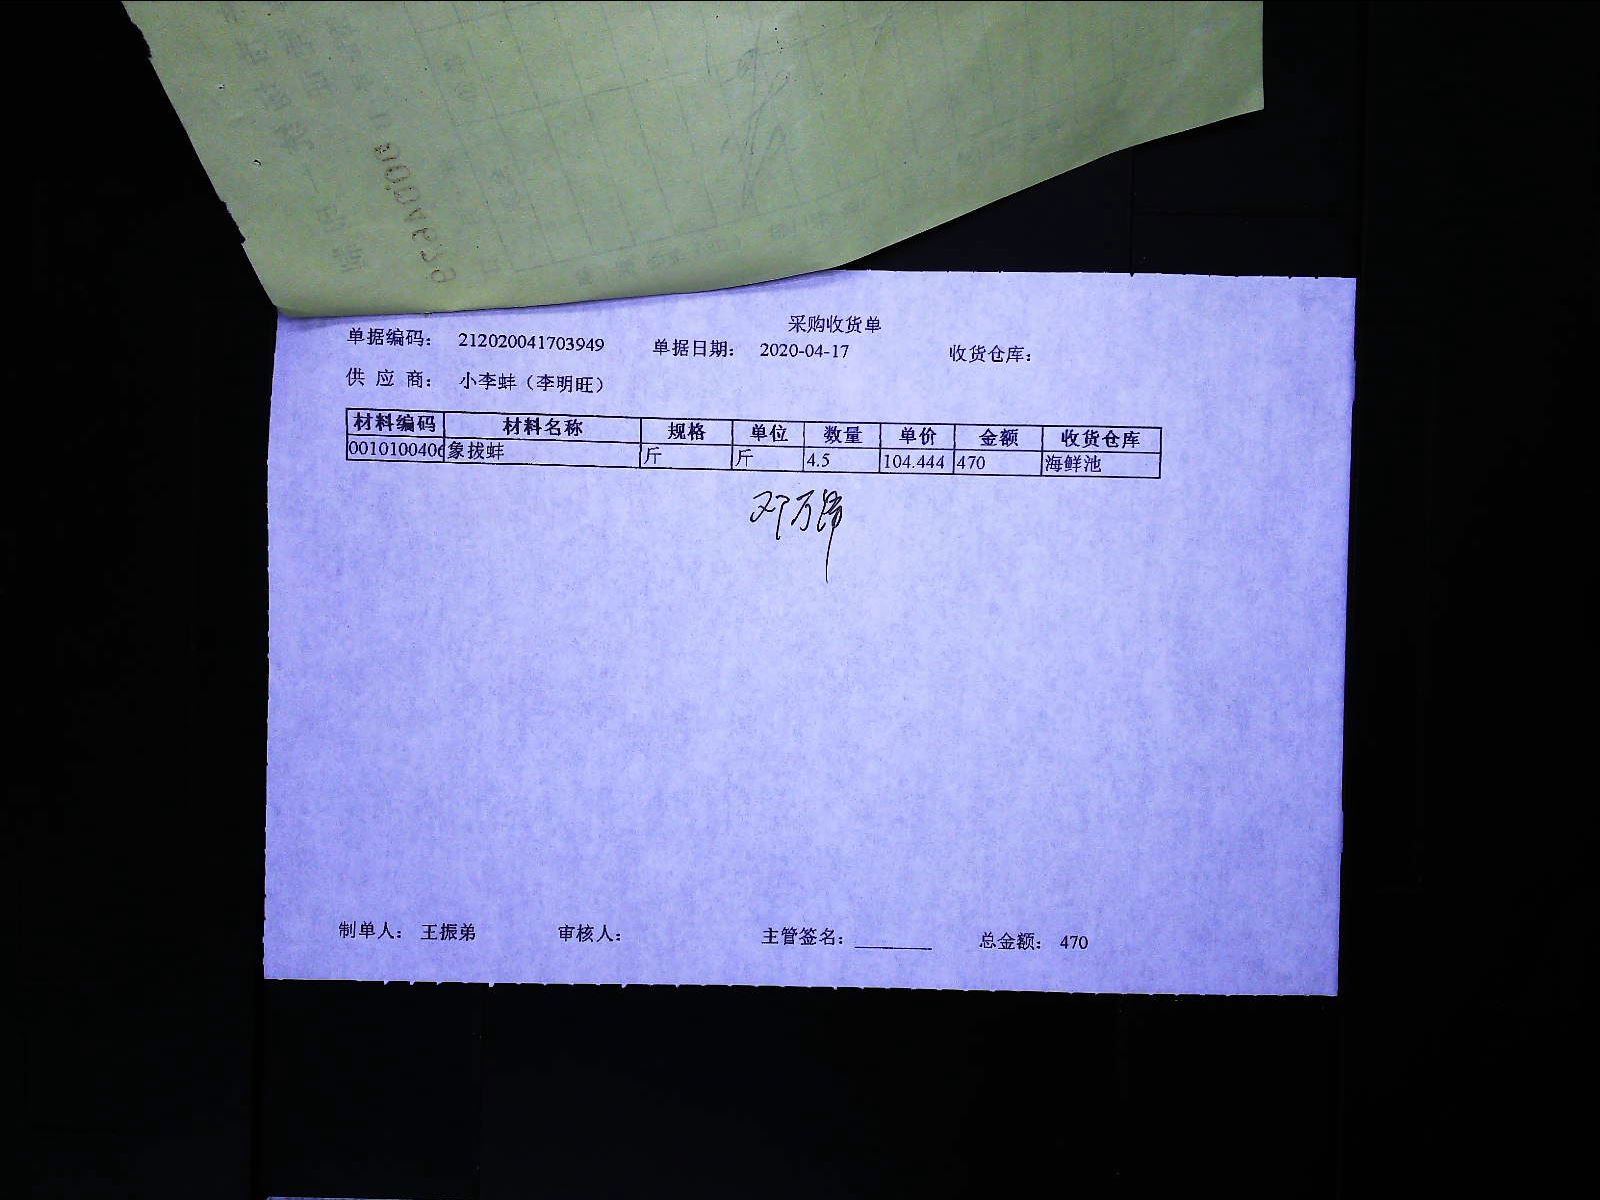 采购收货单
单据编码： 212020041703949 单据日期： 2020-04-17 收货仓库：
供 应 商： 小李蚌（李明旺）
材料编码 材料名称 规格 单位 数量 单价 金额 收货仓库
0010100406 象拔蚌 斤 斤 4.5 104.444 470 海鲜池
邓万
制单人： 王振弟 审核人： 主管签名： 总金额： 470